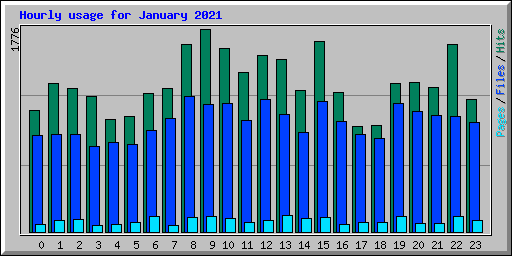 Hourly usage for January 2021
1776
Pages/Files/Hits
0 1 2 3 4 5 6 7 8 9 10 11 12 13 14 15 16 17 18 19 20 21 22 23